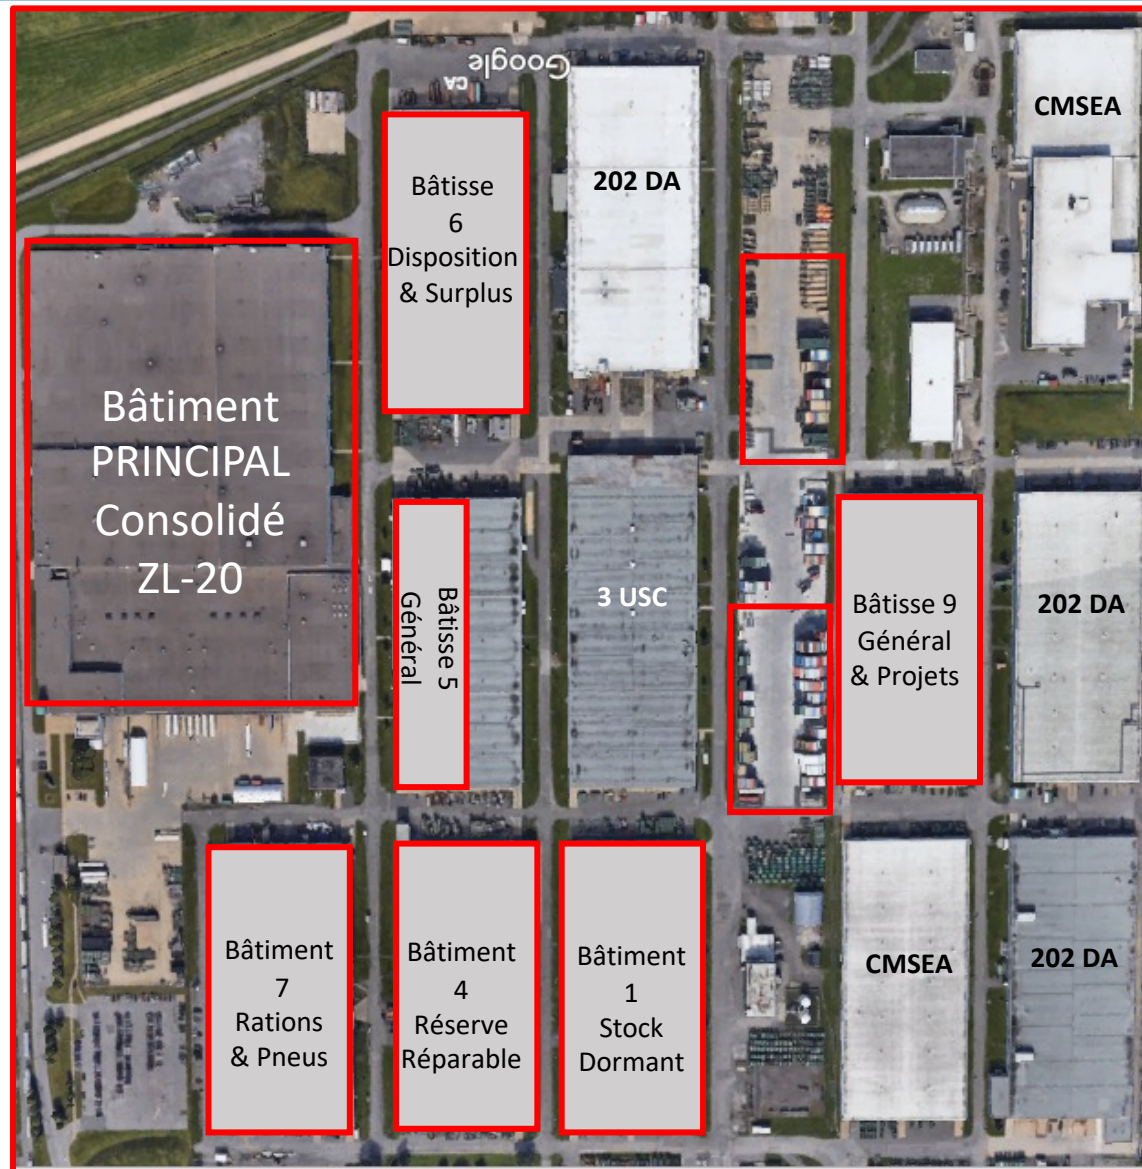 Google
CA
CMSEA
202 DA
Bâtisse
6
Disposition
& Surplus
Bâtiment
PRINCIPAL
Consolidé
ZL-20
Bâtisse 5
Général
3 USC
Bâtisse 9
Général
& Projets
202 DA
Bâtiment
7
Rations
& Pneus
Bâtiment
4
Réserve
Réparable
Bâtiment
1
Stock
Dormant
CMSEA
202 DA